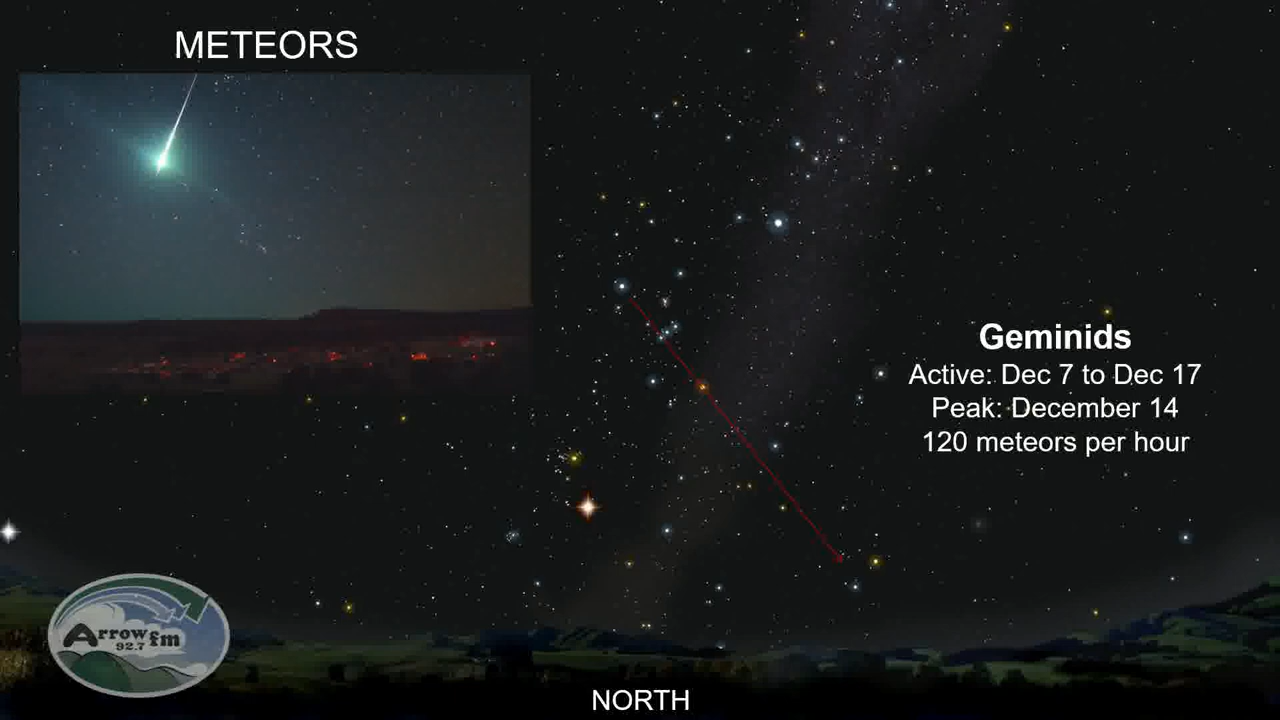 METEORS
Geminids
Active: Dec 7 to Dec 17
Peak: December 14
120 meteors per hour
Arrow fm
92.7
NORTH